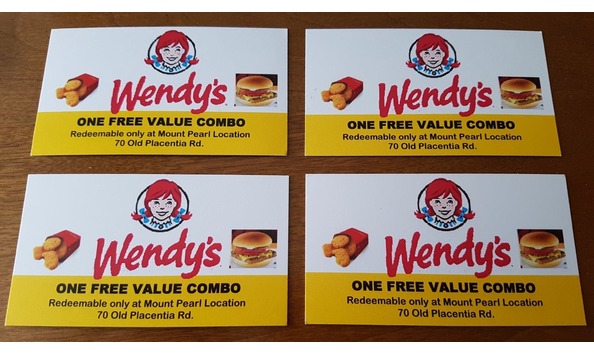 Wendy's
ONE FREE VALUE COMBO
Redeemable only at Mount Pearl Location
70 Old Placentia Rd.
Wendy's
ONE FREE VALUE COMBO
Redeemable only at Mount Pearl Location
70 Old Placentia Rd.
Wendy's
ONE FREE VALUE COMBO
Redeemable only at Mount Pearl Location
70 Old Placentia Rd.
Wendy's
ONE FREE VALUE COMBO
Redeemable only at Mount Pearl Location
70 Old Placentia Rd.